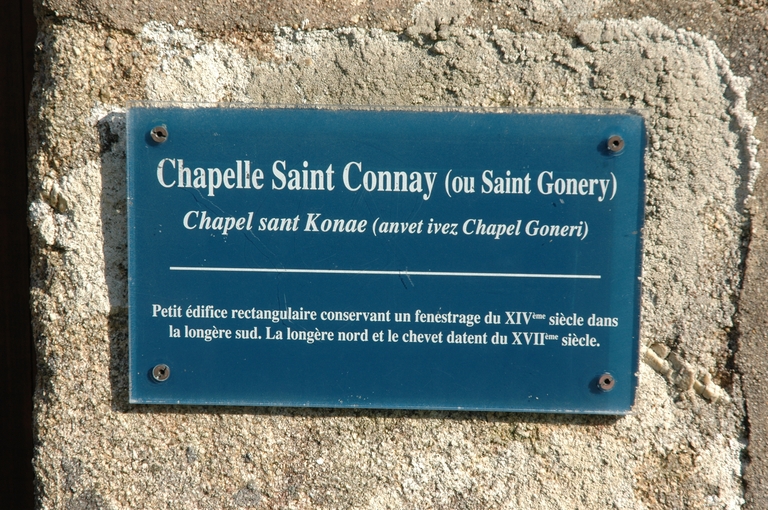 Chapelle Saint Connay (ou Saint Gonery)
Chapel sant Konae (anvet ivez Chapel Goneri)
Petit édifice rectangulaire conservant un fenestrage du XIVème siècle dans
la longère sud. La longère nord et le chevet datent du XVIIème siècle.